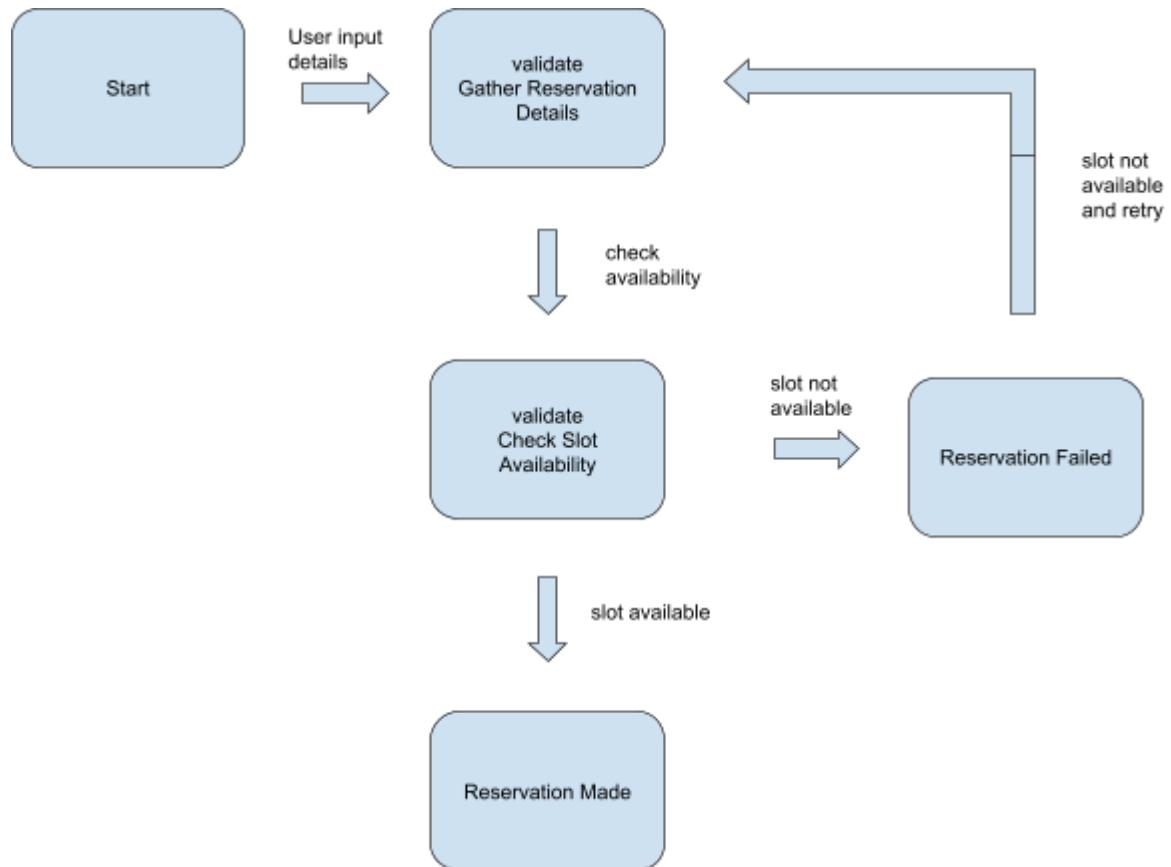 Start
User input
details
validate
Gather Reservation
Details
slot not
available
and retry
check
availability
validate
Check Slot
Availability
slot not
available
Reservation Failed
slot available
Reservation Made